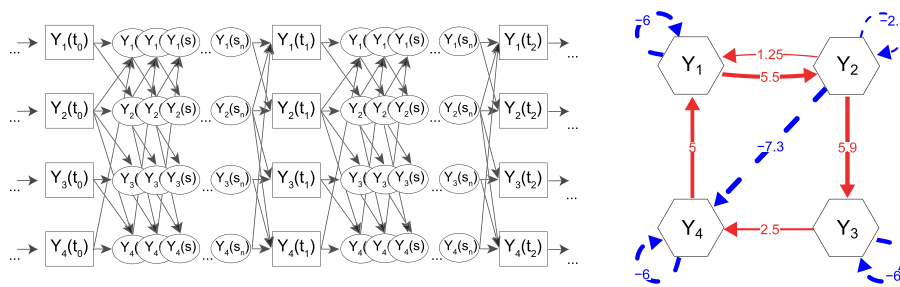 ... Y₁(t₀) Y₁( Y₁( Y₁(s) ... Y₁(sₙ) Y₁(t₁) Y₁( Y₁( Y₁(s) ... Y₁(sₙ) Y₁(t₂) ...
... Y₂(t₀) Y₂( Y₂( Y₂(s) ... Y₂(sₙ) Y₂(t₁) Y₂( Y₂( Y₂(s) ... Y₂(sₙ) Y₂(t₂) ...
... Y₃(t₀) Y₃( Y₃( Y₃(s) ... Y₃(sₙ) Y₃(t₁) Y₃( Y₃( Y₃(s) ... Y₃(sₙ) Y₃(t₂) ...
... Y₄(t₀) Y₄( Y₄( Y₄(s) ... Y₄(sₙ) Y₄(t₁) Y₄( Y₄( Y₄(s) ... Y₄(sₙ) Y₄(t₂) ...
−6
−2.
1.25
Y₁
Y₂
5.5
5
−7.3
5.9
Y₄
2.5
Y₃
−6
−6